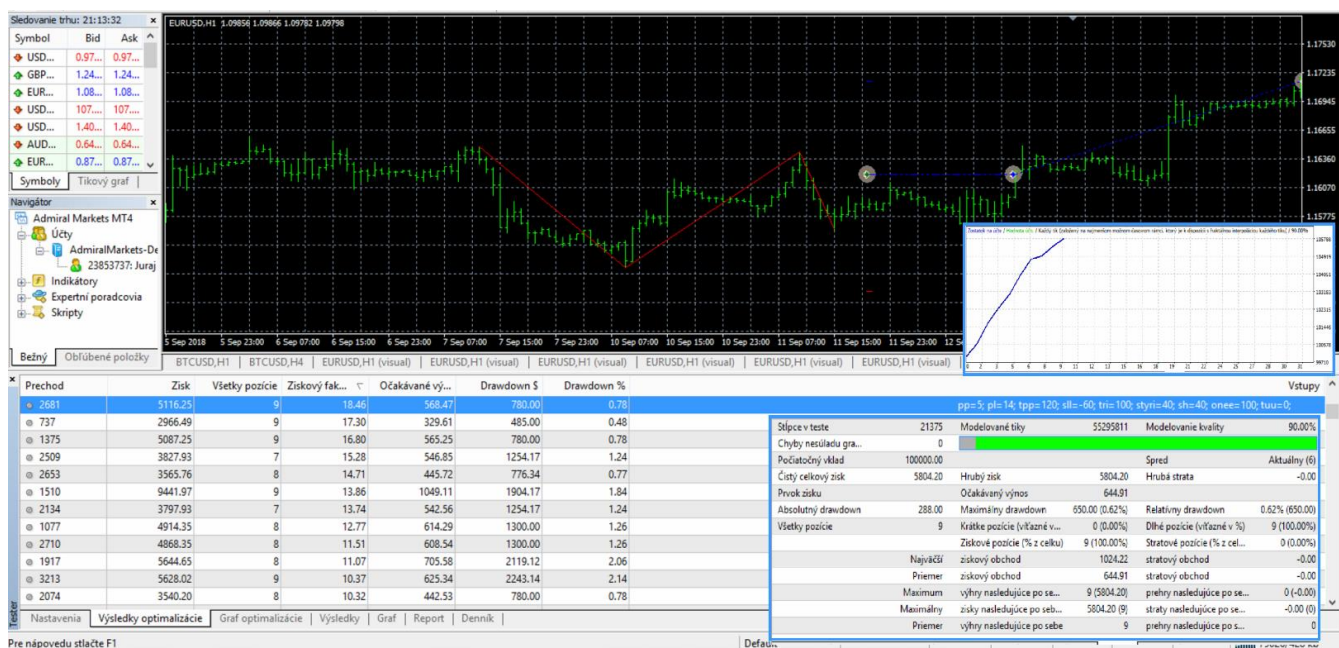 Sledovanie trhu: 21:13:32
Symbol Bid Ask
USD... 0.97... 0.97...
GBP... 1.24... 1.24...
EUR... 1.08... 1.08...
USD... 107.... 107....
USD... 1.40... 1.40...
AUD... 0.64... 0.64...
EUR... 0.87... 0.87...
Symboly Tikový graf
Navigátor
Admiral Markets MT4
Účty
AdmiralMarkets-De
23853737: Juraj
Indikátory
Expertní poradcovia
Skripty
Bežný Obľúbené položky
EURUSD,H1 1.09856 1.09866 1.09782 1.09798
1.17530
1.17235
1.16945
1.16655
1.16360
1.16070
1.15775
5 Sep 2018 5 Sep 23:00 6 Sep 07:00 6 Sep 15:00 6 Sep 23:00 7 Sep 07:00 7 Sep 15:00 7 Sep 23:00 10 Sep 07:00 10 Sep 15:00 10 Sep 23:00 11 Sep 07:00 11 Sep 15:00 11 Sep 23:00
BTCUSD,H1 BTCUSD,H4 EURUSD,H1 (visual) EURUSD,H1 (visual) EURUSD,H1 (visual) EURUSD,H1 (visual) EURUSD,H1 (visual) EURUSD,H1 (visual)
Prechod Zisk Všetky pozície Ziskový fak... Očakávané vý... Drawdown $ Drawdown % Vstupy
2681 5116.25 9 18.46 568.47 780.00 0.78 pp=5; pl=14; tpp=120; sll=-60; tri=100; styri=40; sh=40; onee=100; tuu=0;
737 2966.49 9 17.30 329.61 485.00 0.48
1375 5087.25 9 16.80 565.25 780.00 0.78
2509 3827.93 7 15.28 546.85 1254.17 1.24
2653 3565.76 8 14.71 445.72 776.34 0.77
1510 9441.97 9 13.86 1049.11 1904.17 1.84
2134 3797.93 7 13.74 542.56 1254.17 1.24
1077 4914.35 8 12.77 614.29 1300.00 1.26
2710 4868.35 8 11.51 608.54 1300.00 1.26
1917 5644.65 8 11.07 705.58 2119.12 2.06
3213 5628.02 9 10.37 625.34 2243.14 2.14
2074 3540.20 8 10.32 442.53 780.00 0.78
Stĺpce v teste 21375 Modelované tiky 55295811 Modelovanie kvality 90.00%
Chyby nesúladu gra... 0
Počiatočný vklad 100000.00 Spred Aktuálny (6)
Čistý celkový zisk 5804.20 Hrubý zisk 5804.20 Hrubá strata -0.00
Prvok zisku Očakávaný výnos 644.91
Absolutný drawdown 288.00 Maximálny drawdown 650.00 (0.62%) Relatívny drawdown 0.62% (650.00)
Všetky pozície 9 Krátke pozície (víťazné v... 0 (0.00%) Dlhé pozície (víťazné v %) 9 (100.00%)
Ziskové pozície (% z celku) 9 (100.00%) Stratové pozície (% z cel... 0 (0.00%)
Najväčší ziskový obchod 1024.22 stratový obchod -0.00
Priemer ziskový obchod 644.91 stratový obchod -0.00
Maximum výhry nasledujúce po se... 9 (5804.20) prehry nasledujúce po se... 0 (-0.00)
Maximálny zisky nasledujúce po seb... 5804.20 (9) straty nasledujúce po seb... -0.00 (0)
Priemer výhry nasledujúce po sebe 9 prehry nasledujúce po s... 0
Tester
Nastavenia Výsledky optimalizácie Graf optimalizácie Výsledky Graf Report Denník
Pre nápovedu stlačte F1